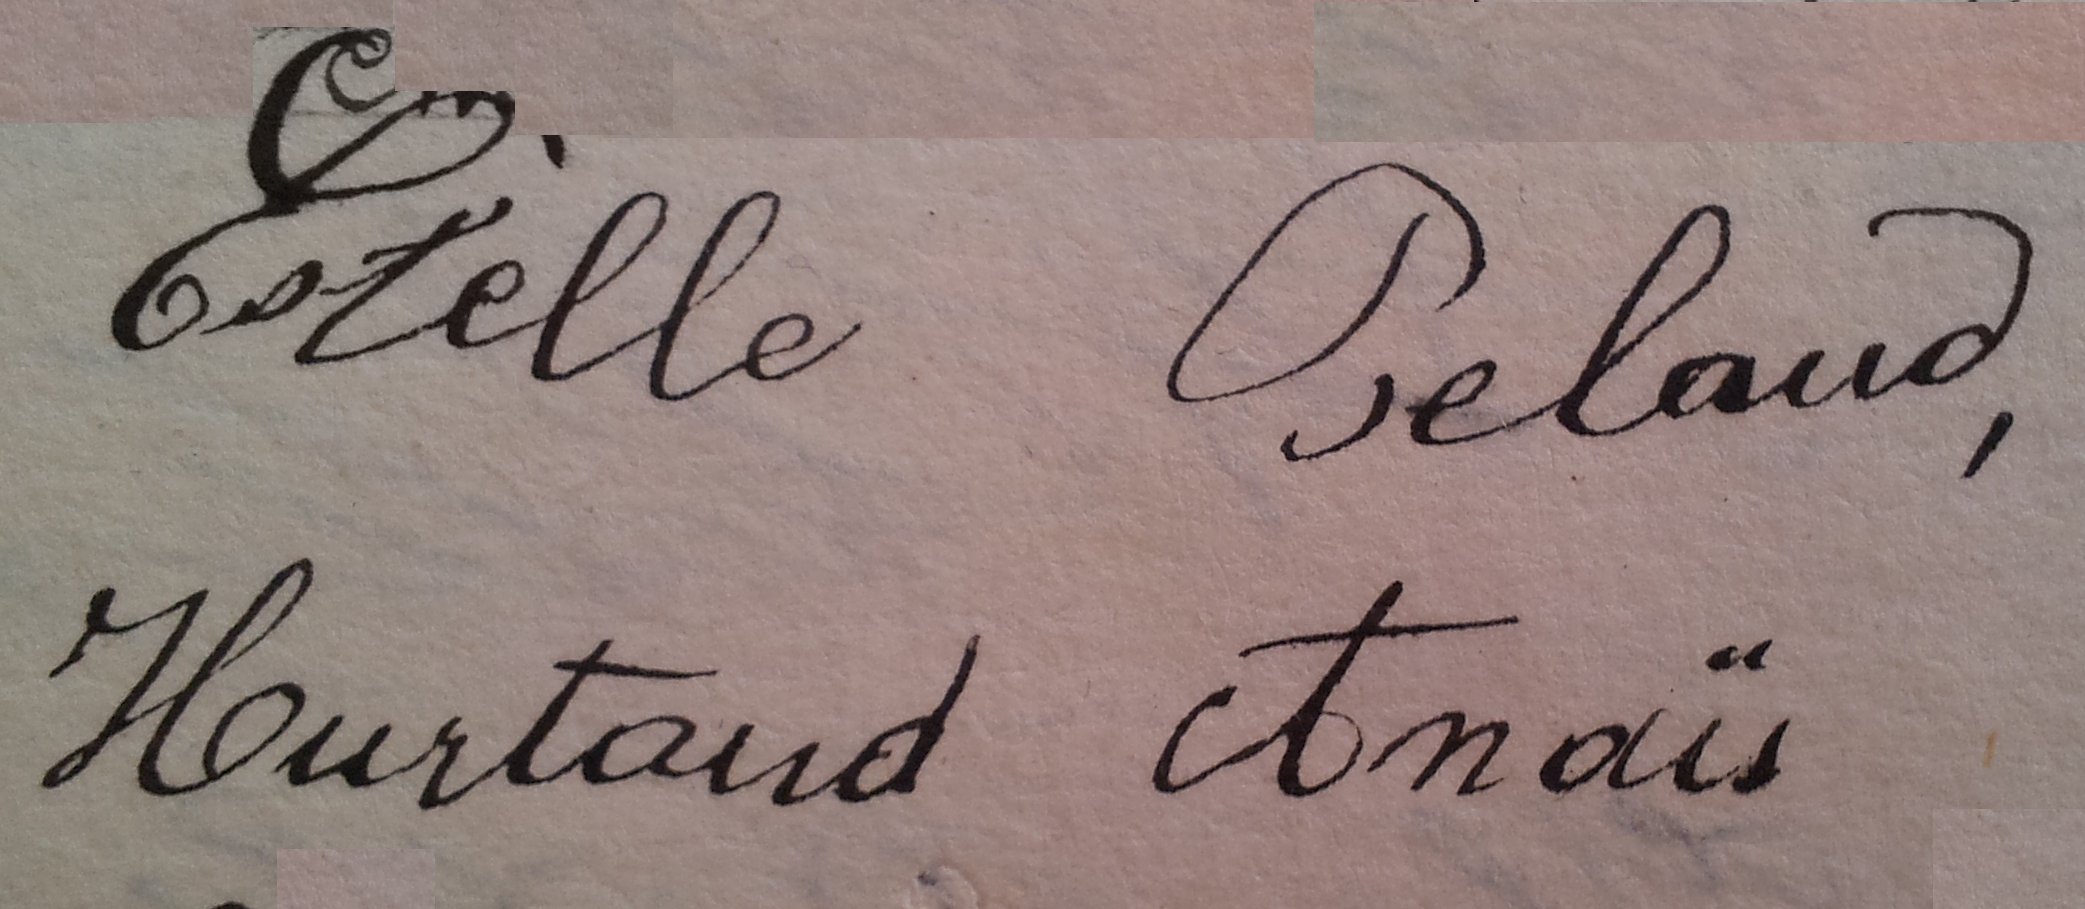 Estelle Pelaud,
Hurtaud Anaïs